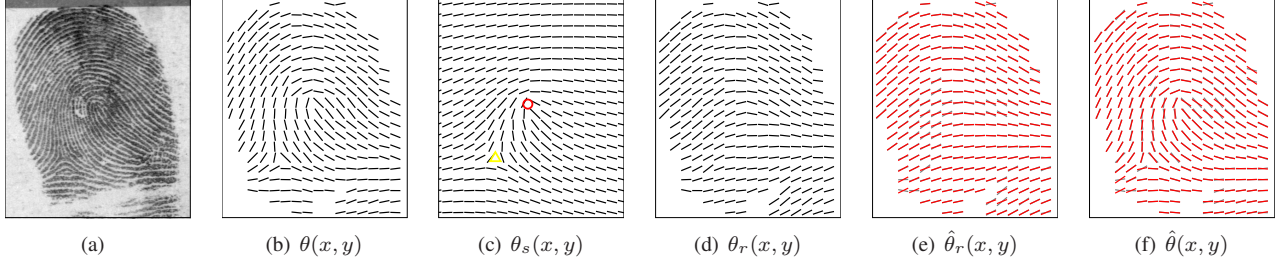 (a)
(b) θ(x, y)
(c) θ_s(x, y)
(d) θ_r(x, y)
(e) θ̂_r(x, y)
(f) θ̂(x, y)